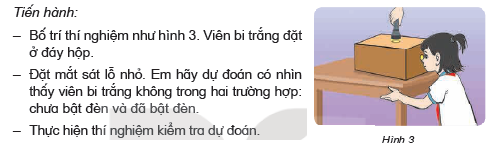 Tiến hành:
– Bố trí thí nghiệm như hình 3. Viên bi trắng đặt
ở đáy hộp.
– Đặt mắt sát lỗ nhỏ. Em hãy dự đoán có nhìn
thấy viên bi trắng không trong hai trường hợp:
chưa bật đèn và đã bật đèn.
– Thực hiện thí nghiệm kiểm tra dự đoán.
Hình 3